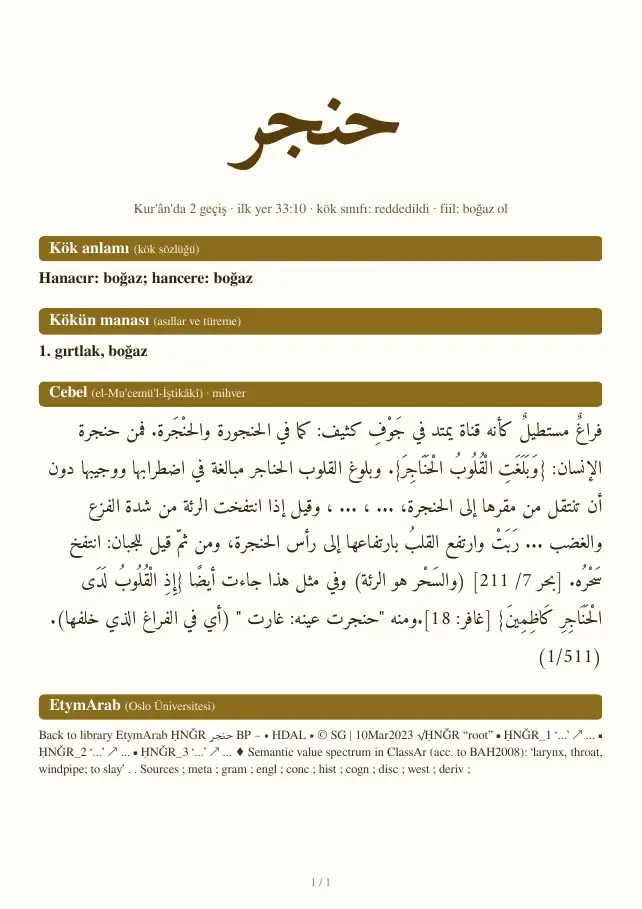 حنجر
Kur'ân'da 2 geçiş · ilk yer 33:10 · kök sınıfı: reddedildi · fiil: boğaz ol
Kök anlamı (kök sözlüğü)
Hanacır: boğaz; hancere: boğaz
Kökün manası (asıllar ve türeme)
1. gırtlak, boğaz
Cebel (el-Mu'cemü'l-İştikâkî) · mihver
فراغٌ مستطيلٌ كأنه قناة يمتد في جَوْفِ كثيف: كما في الحنجورة والحنْجَرة. فمن حنجرة
الإنسان: {وَبَلَغَتِ الْقُلُوبُ الْحَنَاجِرَ}. وبلوغ القلوب الحناجر مبالغة في اضطرابها ووجيبها دون
أن تنتقل من مقرها إلى الحنجرة، ... ، ... ، وقيل إذا انتفخت الرئة من شدة الفزع
والغضب ... رَبَتْ وارتفع القلبُ بارتفاعها إلى رأس الحنجرة، ومن ثمّ قيل للجبان: انتفخ
سَحْرُه. [بحر 7/ 211] (والسَحْر هو الرئة) وفي مثل هذا جاءت أيضًا {إِذِ الْقُلُوبُ لَدَى
الْحَنَاجِرِ كَاظِمِينَ} [غافر: 18].ومنه "حنجرت عينه: غارت " (أي في الفراغ الذي خلفها).
(1/511)
EtymArab (Oslo Üniversitesi)
Back to library EtymArab ḤNǦR حنجر BP – • HDAL • © SG | 10Mar2023 √ḤNǦR “root” ▪ ḤNǦR_1 ‘...’ ↗ ... ▪
ḤNǦR_2 ‘...’ ↗ ... ▪ ḤNǦR_3 ‘...’ ↗ ... ♦ Semantic value spectrum in ClassAr (acc. to BAH2008): ‘larynx, throat,
windpipe; to slay’ . . Sources ; meta ; gram ; engl ; conc ; hist ; cogn ; disc ; west ; deriv ;
1 / 1